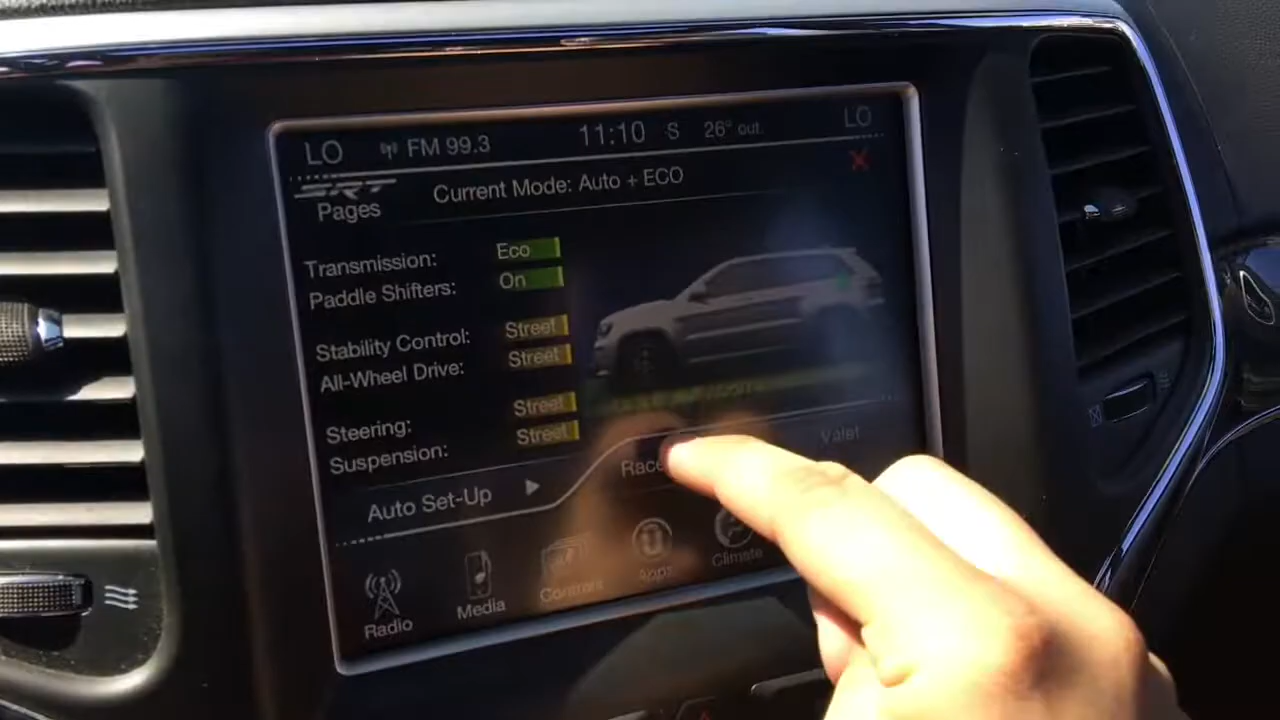 LO FM 99.3 11:10 S 26° out. LO
SRT
Pages
Current Mode: Auto + ECO
Transmission: Eco
Paddle Shifters: On
Stability Control: Street
All-Wheel Drive: Street
Steering: Street
Suspension: Street
Auto Set-Up
Race
Valet
Radio
Media
Controls
Apps
Climate